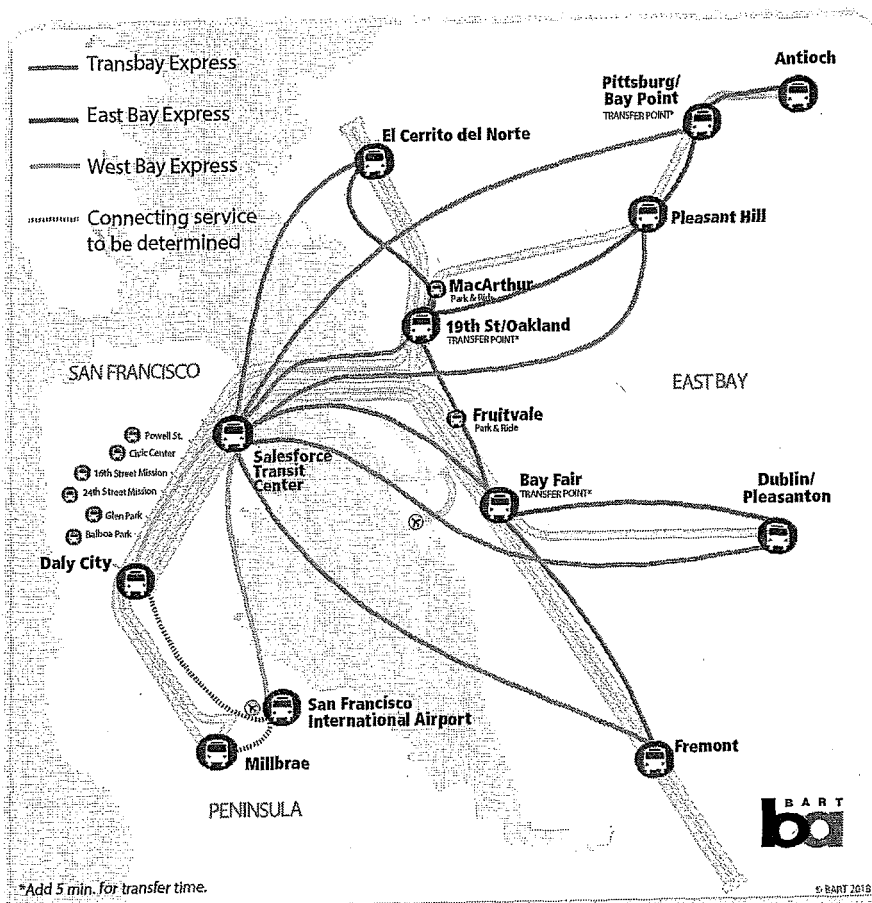 Transbay Express
East Bay Express
West Bay Express
Connecting service
to be determined
Antioch
Pittsburg/
Bay Point
TRANSFER POINT*
El Cerrito del Norte
Pleasant Hill
MacArthur
Park & Ride
19th St/Oakland
TRANSFER POINT*
SAN FRANCISCO
EAST BAY
Powell St.
Civic Center
16th Street Mission
24th Street Mission
Glen Park
Balboa Park
Salesforce
Transit
Center
Fruitvale
Park & Ride
Bay Fair
TRANSFER POINT*
Dublin/
Pleasanton
Daly City
San Francisco
International Airport
Millbrae
Fremont
PENINSULA
BART
ba
*Add 5 min. for transfer time.
© BART 2018